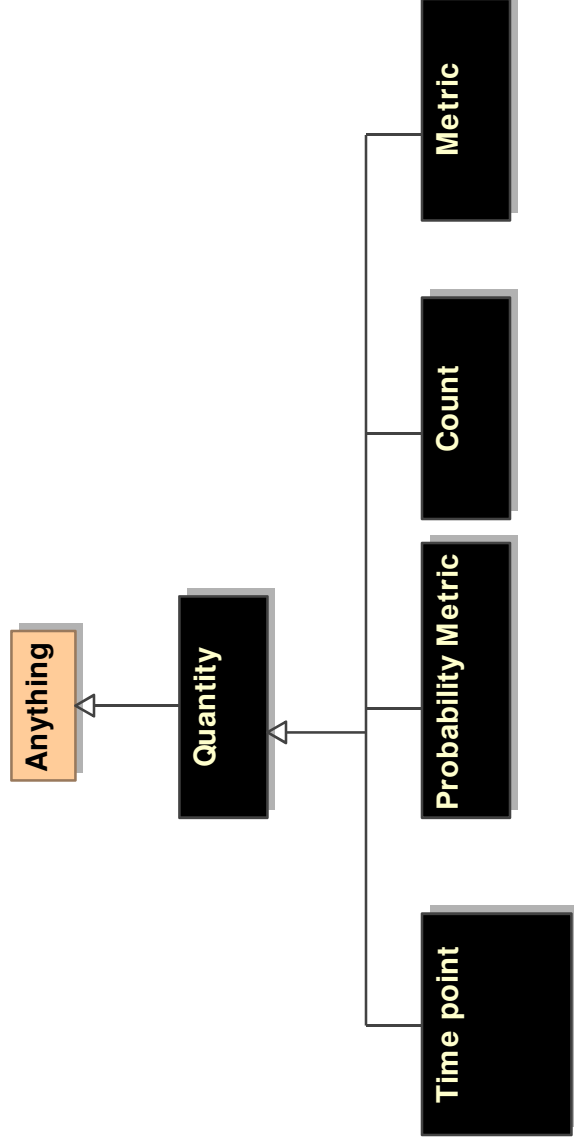 Anything
Quantity
Time point
Probability Metric
Count
Metric